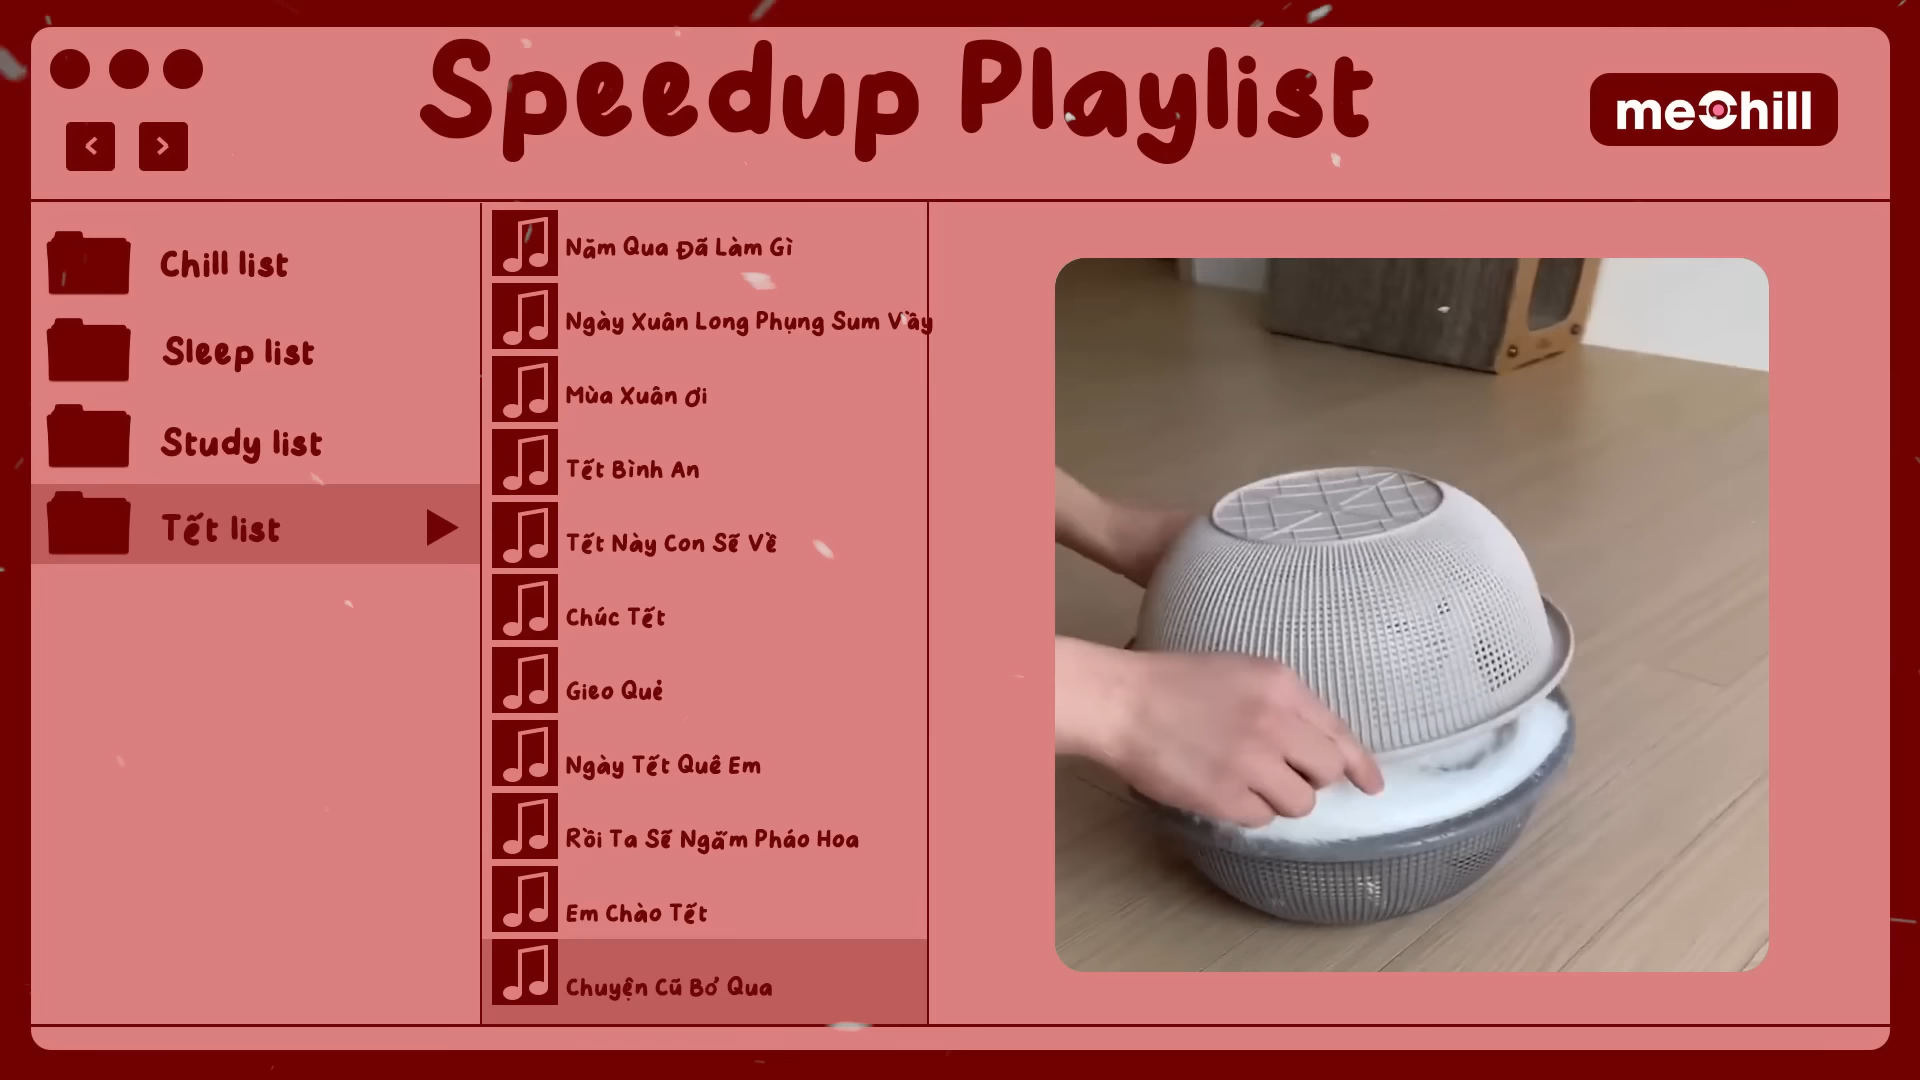 Speedup Playlist
meChill
Chill list
Sleep list
Study list
Tết list
Năm Qua Đã Làm Gì
Ngày Xuân Long Phụng Sum Vầy
Mùa Xuân ơi
Tết Bình An
Tết Này Con Sẽ Về
Chúc Tết
Gieo Quẻ
Ngày Tết Quê Em
Rồi Ta Sẽ Ngắm Pháo Hoa
Em Chào Tết
Chuyện Cũ Bỏ Qua